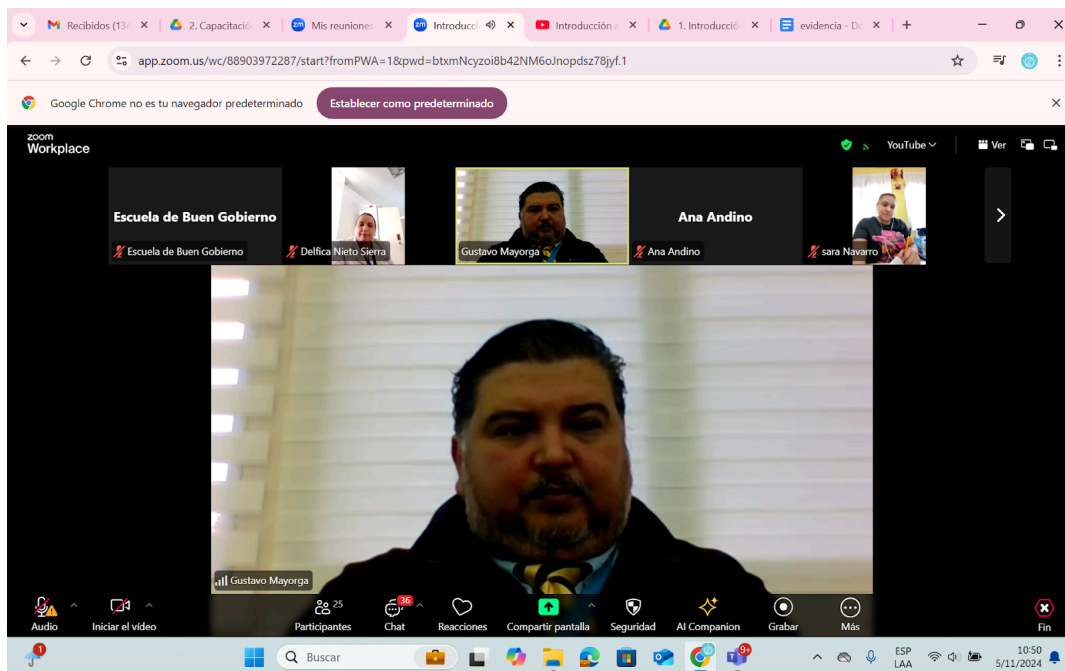 Recibidos (134
2. Capacitació
Mis reunione
Introducci
Introducción a
1. Introducció
evidencia - Do
app.zoom.us/wc/88903972287/start?fromPWA=1&pwd=btxmNcyzoi8b42NM6oJnopdsz78jyf.1
Google Chrome no es tu navegador predeterminado
Establecer como predeterminado
zoom
Workplace
YouTube
Ver
Escuela de Buen Gobierno
Ana Andino
Escuela de Buen Gobierno
Delfica Nieto Sierra
Gustavo Mayorga
Ana Andino
sara Navarro
Gustavo Mayorga
25
36
Audio
Iniciar el vídeo
Participantes
Chat
Reacciones
Compartir pantalla
Seguridad
AI Companion
Grabar
Más
Fin
1
Buscar
9+
ESP
LAA
10:50
5/11/2024